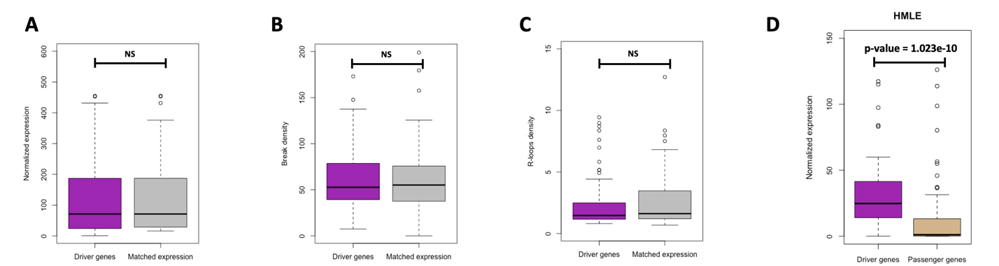 A
Normalized expression
600
500
400
300
200
100
0
NS
Driver genes
Matched expression
B
Break density
200
150
100
50
0
NS
Driver genes
Matched expression
C
R-loops density
15
10
5
0
NS
Driver genes
Matched expression
D
HMLE
Normalized expression
150
100
50
0
p-value = 1.023e-10
Driver genes
Passenger genes